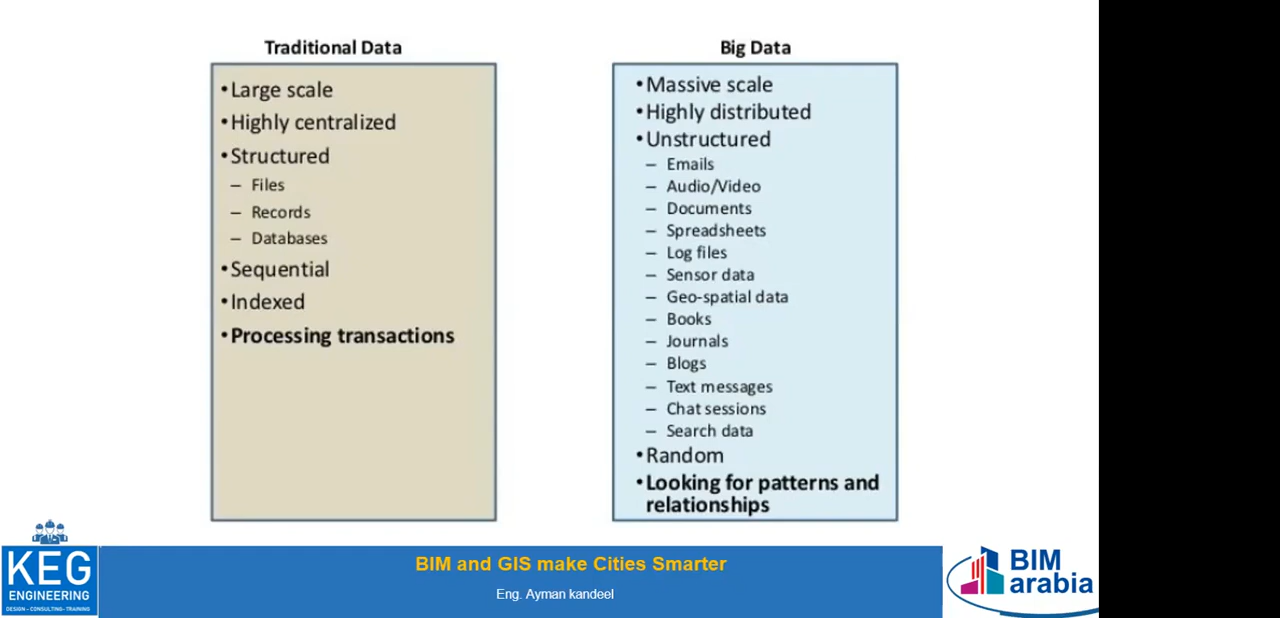 Traditional Data
•Large scale
•Highly centralized
•Structured
– Files
– Records
– Databases
•Sequential
•Indexed
•Processing transactions
Big Data
•Massive scale
•Highly distributed
•Unstructured
– Emails
– Audio/Video
– Documents
– Spreadsheets
– Log files
– Sensor data
– Geo-spatial data
– Books
– Journals
– Blogs
– Text messages
– Chat sessions
– Search data
•Random
•Looking for patterns and
relationships
KEG
ENGINEERING
DESIGN – CONSULTING- TRAINING
BIM and GIS make Cities Smarter
Eng. Ayman kandeel
BIM
arabia